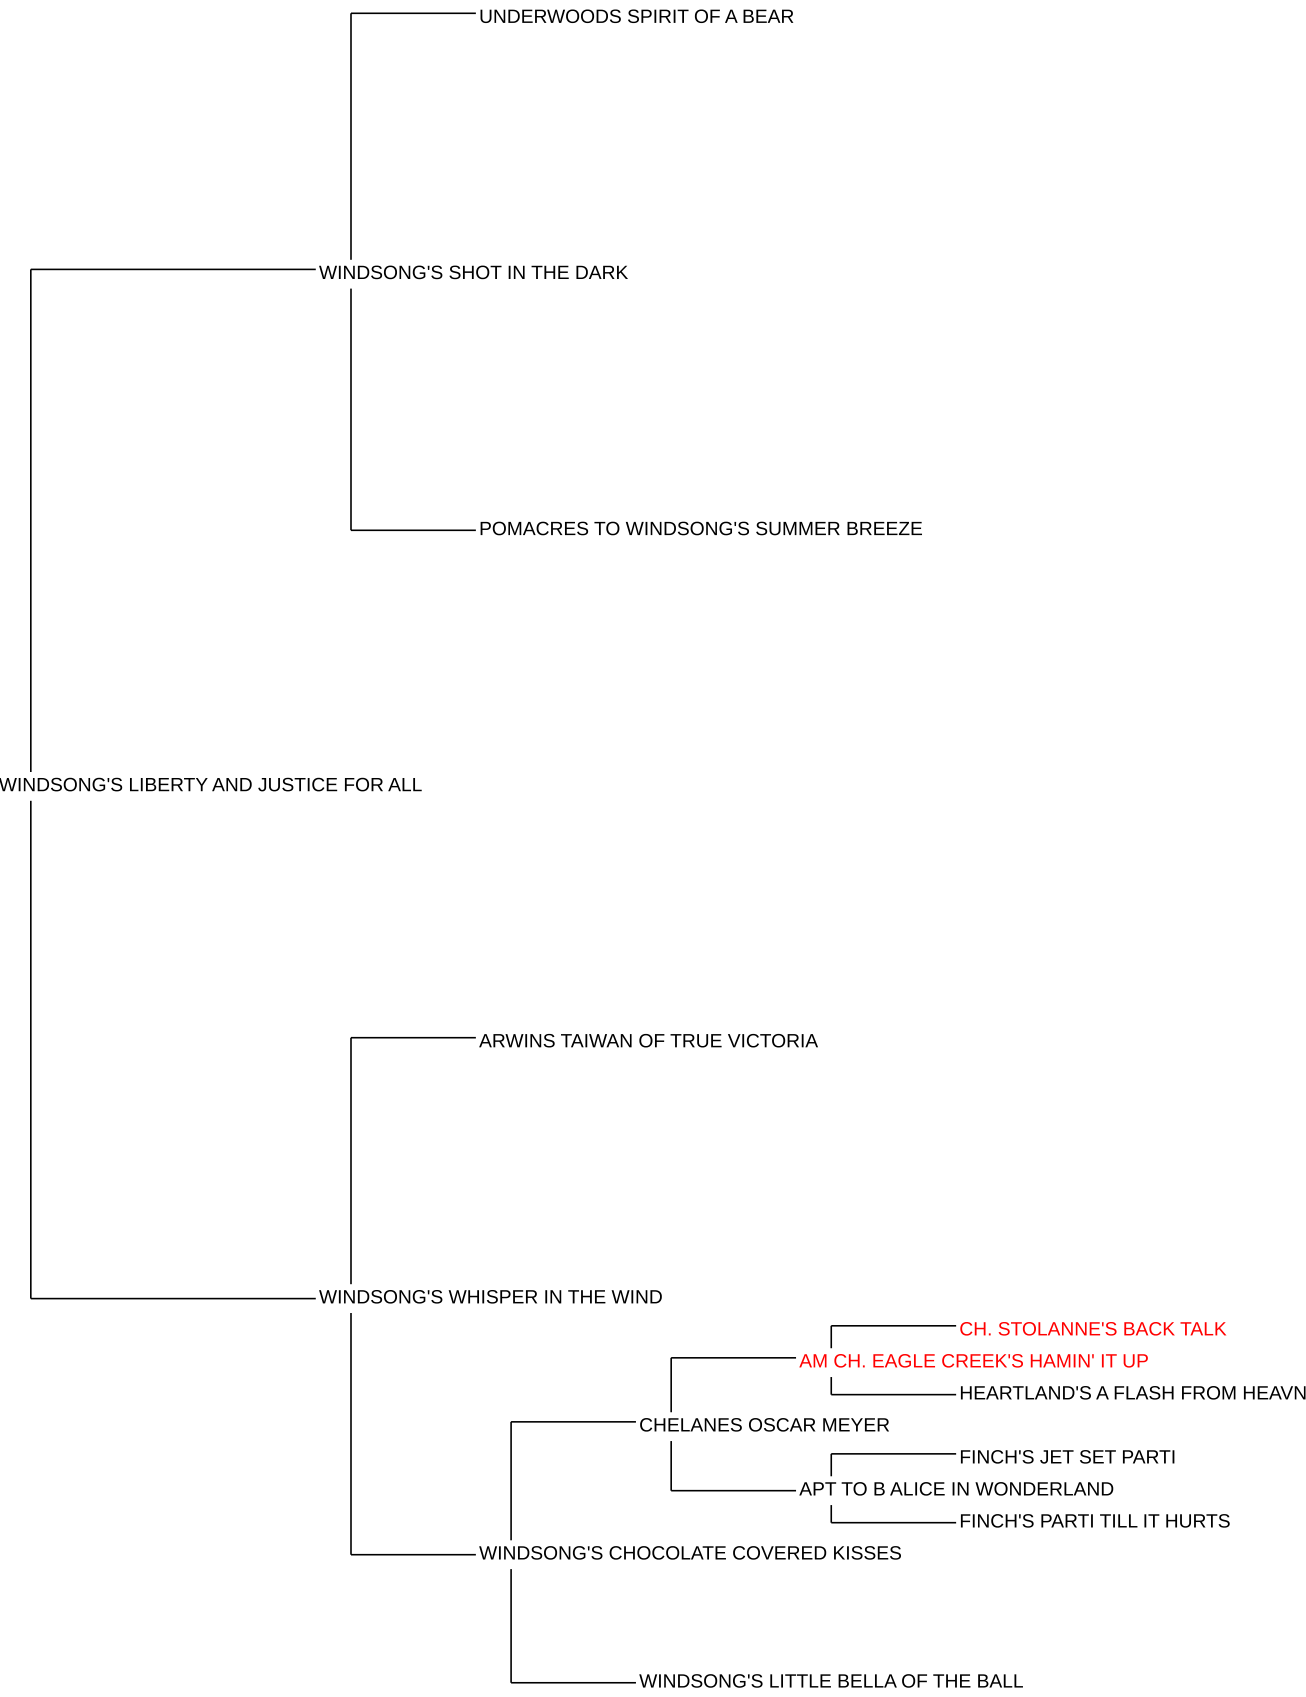 UNDERWOODS SPIRIT OF A BEAR
WINDSONG'S SHOT IN THE DARK
POMACRES TO WINDSONG'S SUMMER BREEZE
WINDSONG'S LIBERTY AND JUSTICE FOR ALL
ARWINS TAIWAN OF TRUE VICTORIA
WINDSONG'S WHISPER IN THE WIND
CH. STOLANNE'S BACK TALK
AM CH. EAGLE CREEK'S HAMIN' IT UP
HEARTLAND'S A FLASH FROM HEAVN
CHELANES OSCAR MEYER
FINCH'S JET SET PARTI
APT TO B ALICE IN WONDERLAND
FINCH'S PARTI TILL IT HURTS
WINDSONG'S CHOCOLATE COVERED KISSES
WINDSONG'S LITTLE BELLA OF THE BALL